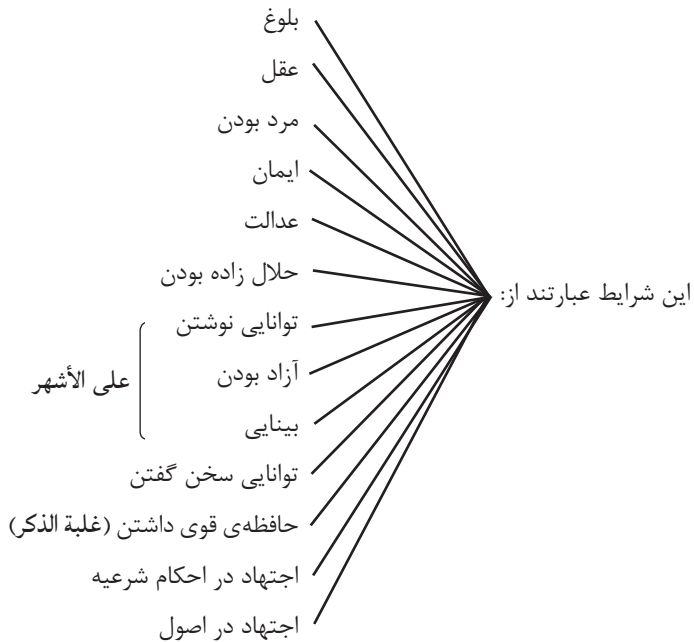 این شرایط عبارتند از:
بلوغ
عقل
مرد بودن
ایمان
عدالت
حلال زاده بودن
توانایی نوشتن
آزاد بودن
بینایی
علی الأشهر
توانایی سخن گفتن
حافظه‌ی قوی داشتن (غلبة الذکر)
اجتهاد در احکام شرعیه
اجتهاد در اصول